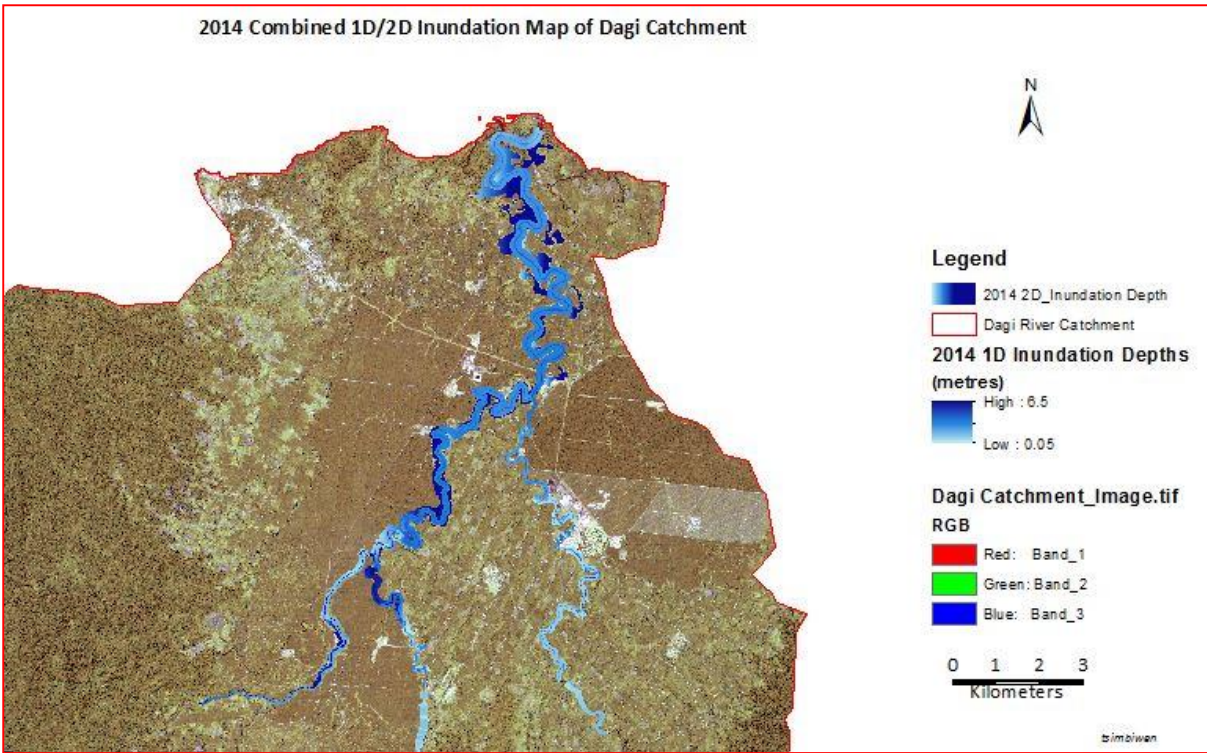 2014 Combined 1D/2D Inundation Map of Dagi Catchment
N
Legend
2014 2D_Inundation Depth
Dagi River Catchment
2014 1D Inundation Depths
(metres)
High : 6.5
Low : 0.05
Dagi Catchment_Image.tif
RGB
Red: Band_1
Green: Band_2
Blue: Band_3
0 1 2 3
Kilometers
tsimbiwen